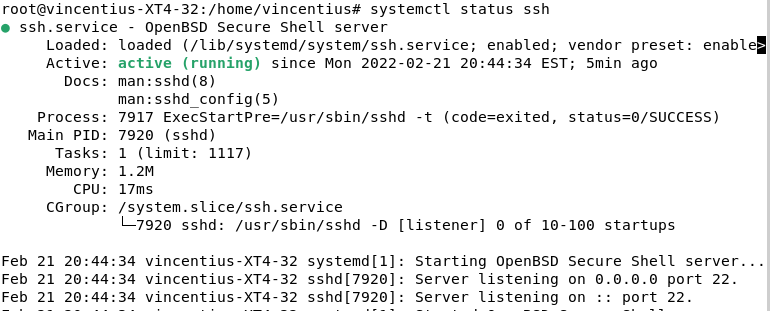 root@vincentius-XT4-32:/home/vincentius# systemctl status ssh
● ssh.service - OpenBSD Secure Shell server
Loaded: loaded (/lib/systemd/system/ssh.service; enabled; vendor preset: enable>
Active: active (running) since Mon 2022-02-21 20:44:34 EST; 5min ago
Docs: man:sshd(8)
man:sshd_config(5)
Process: 7917 ExecStartPre=/usr/sbin/sshd -t (code=exited, status=0/SUCCESS)
Main PID: 7920 (sshd)
Tasks: 1 (limit: 1117)
Memory: 1.2M
CPU: 17ms
CGroup: /system.slice/ssh.service
└─7920 sshd: /usr/sbin/sshd -D [listener] 0 of 10-100 startups
Feb 21 20:44:34 vincentius-XT4-32 systemd[1]: Starting OpenBSD Secure Shell server...
Feb 21 20:44:34 vincentius-XT4-32 sshd[7920]: Server listening on 0.0.0.0 port 22.
Feb 21 20:44:34 vincentius-XT4-32 sshd[7920]: Server listening on :: port 22.